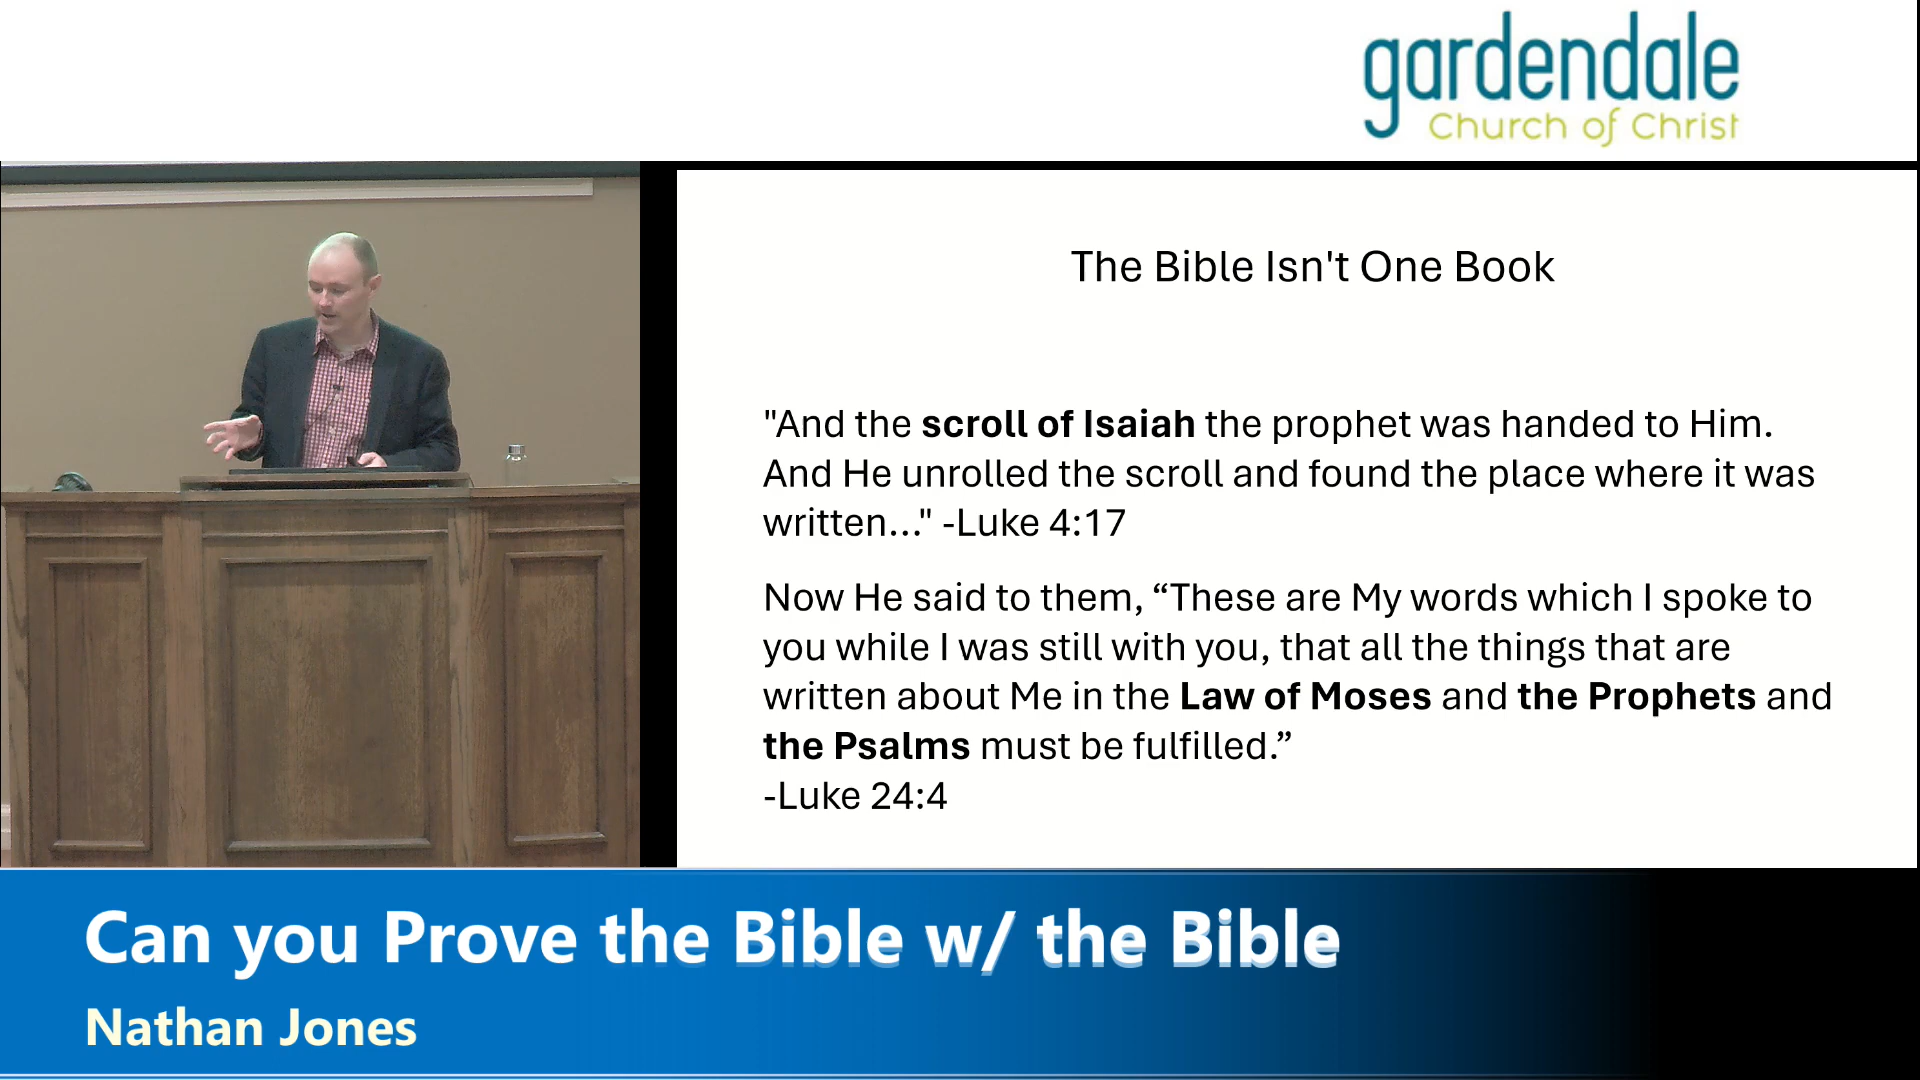 gardendale
Church of Christ
The Bible Isn't One Book
"And the scroll of Isaiah the prophet was handed to Him.
And He unrolled the scroll and found the place where it was
written..." -Luke 4:17
Now He said to them, “These are My words which I spoke to
you while I was still with you, that all the things that are
written about Me in the Law of Moses and the Prophets and
the Psalms must be fulfilled.”
-Luke 24:4
Can you Prove the Bible w/ the Bible
Nathan Jones